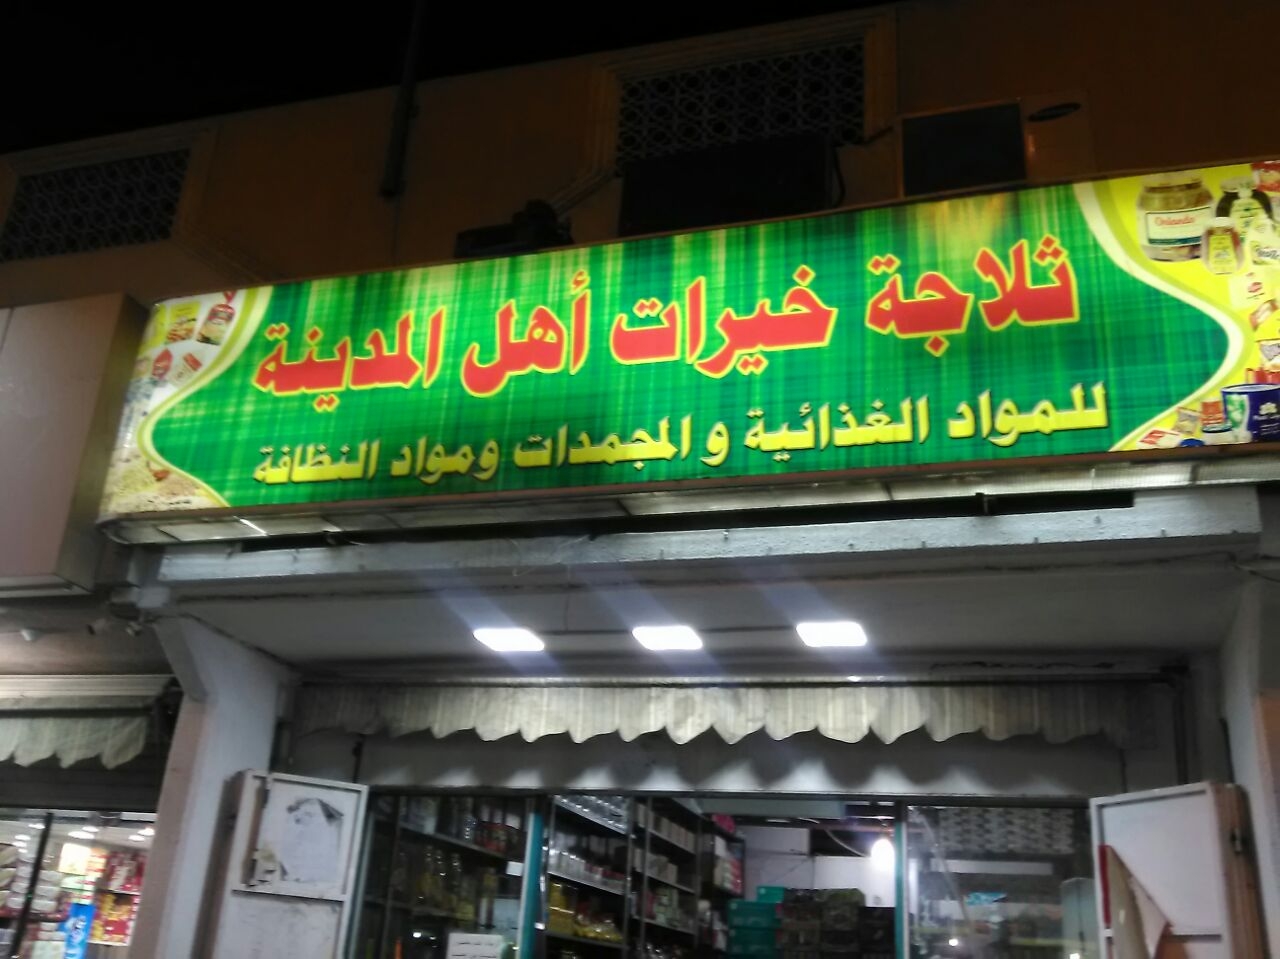 ثلاجة خيرات أهل المدينة
للمواد الغذائية و المجمدات ومواد النظافة